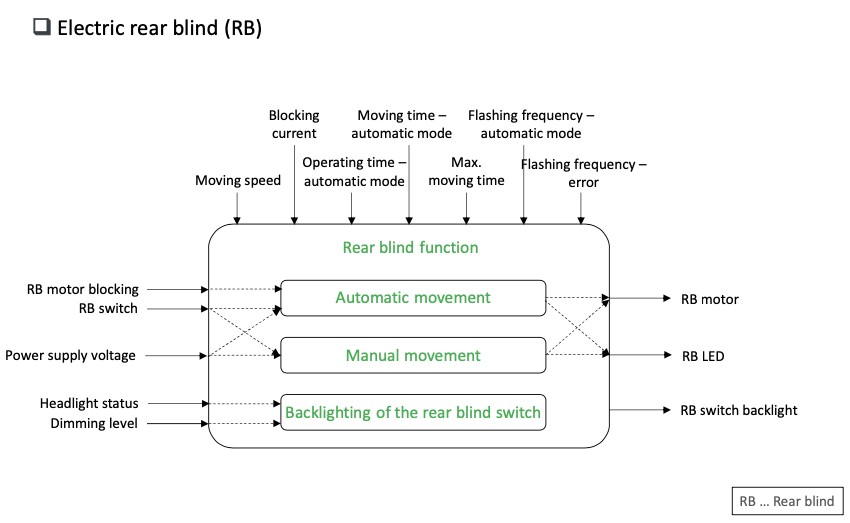 Electric rear blind (RB)
Blocking
current
Moving time –
automatic mode
Flashing frequency –
automatic mode
Moving speed
Operating time –
automatic mode
Max.
moving time
Flashing frequency –
error
Rear blind function
RB motor blocking
RB switch
Power supply voltage
Headlight status
Dimming level
Automatic movement
Manual movement
Backlighting of the rear blind switch
RB motor
RB LED
RB switch backlight
RB ... Rear blind